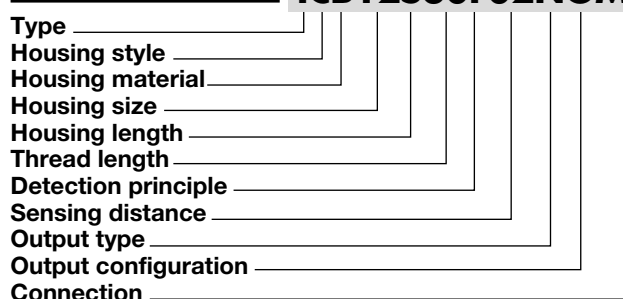 Type
Housing style
Housing material
Housing size
Housing length
Thread length
Detection principle
Sensing distance
Output type
Output configuration
Connection